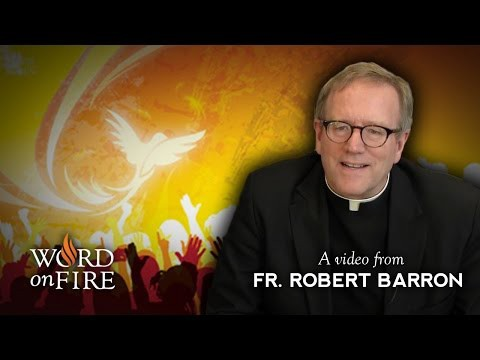 WORD
on FIRE
A video from
FR. ROBERT BARRON